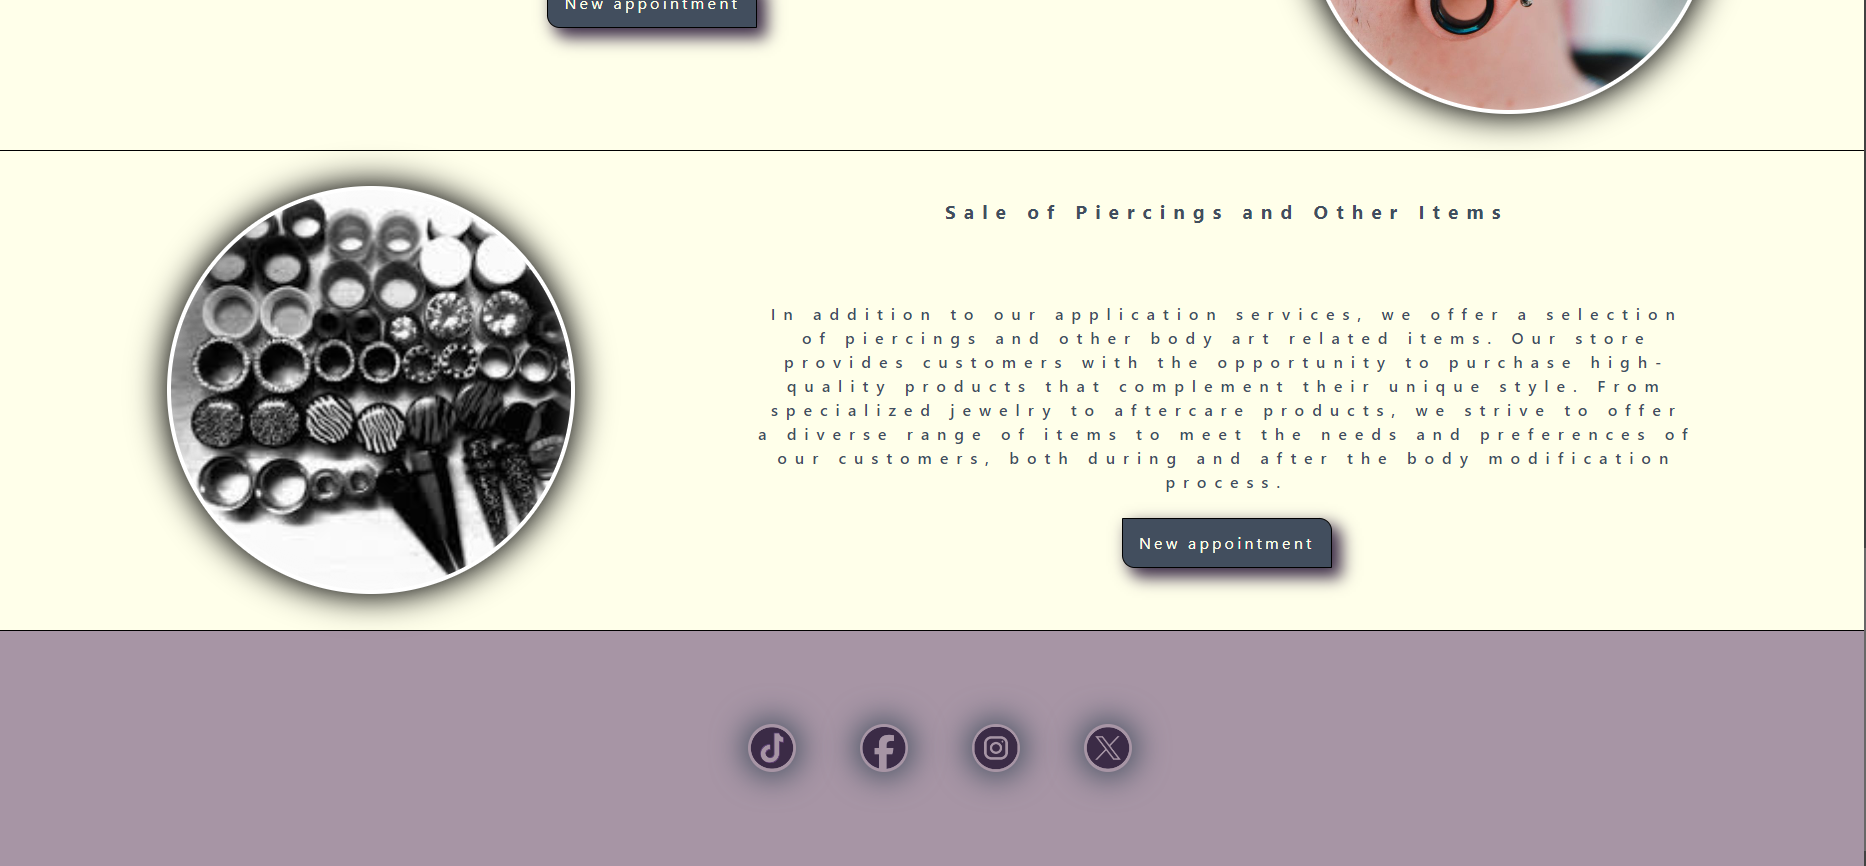 New appointment
Sale of Piercings and Other Items
In addition to our application services, we offer a selection
of piercings and other body art related items. Our store
provides customers with the opportunity to purchase high-
quality products that complement their unique style. From
specialized jewelry to aftercare products, we strive to offer
a diverse range of items to meet the needs and preferences of
our customers, both during and after the body modification
process.
New appointment